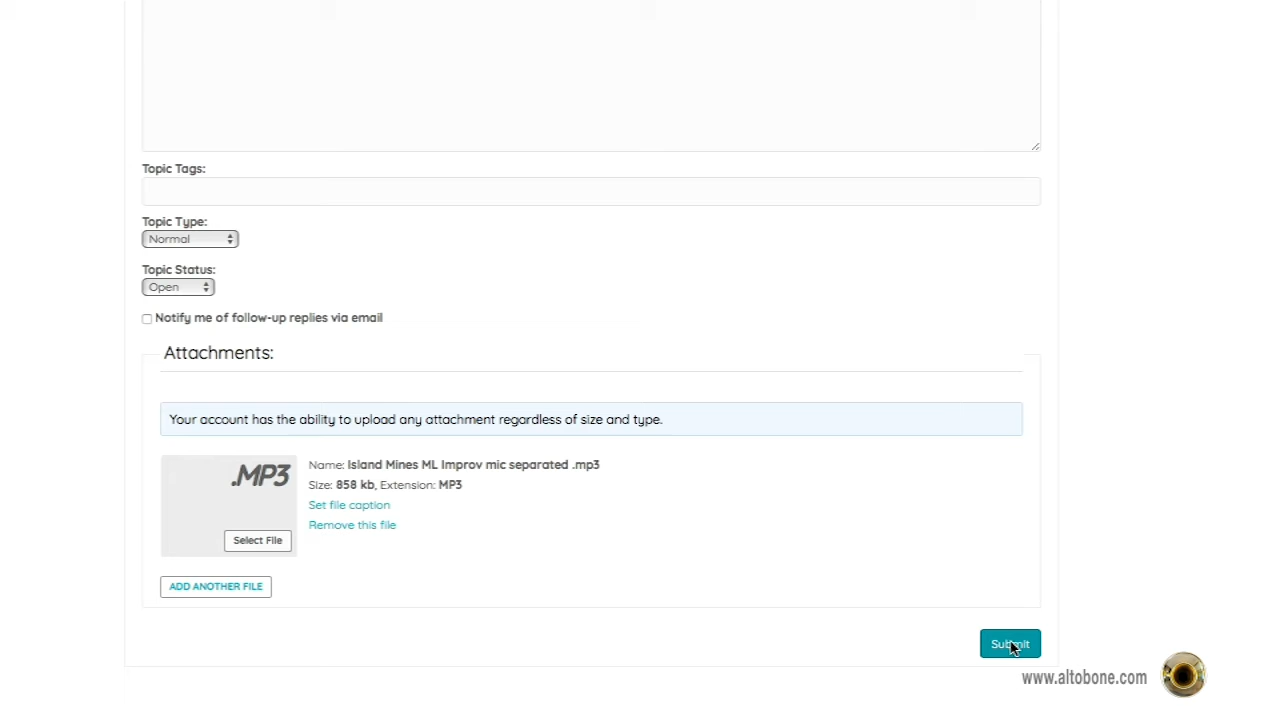 Topic Tags:
Topic Type:
Normal
Topic Status:
Open
Notify me of follow-up replies via email
Attachments:
Your account has the ability to upload any attachment regardless of size and type.
.MP3
Select File
Name: Island Mines ML Improv mic separated .mp3
Size: 858 kb, Extension: MP3
Set file caption
Remove this file
ADD ANOTHER FILE
Submit
www.altobone.com